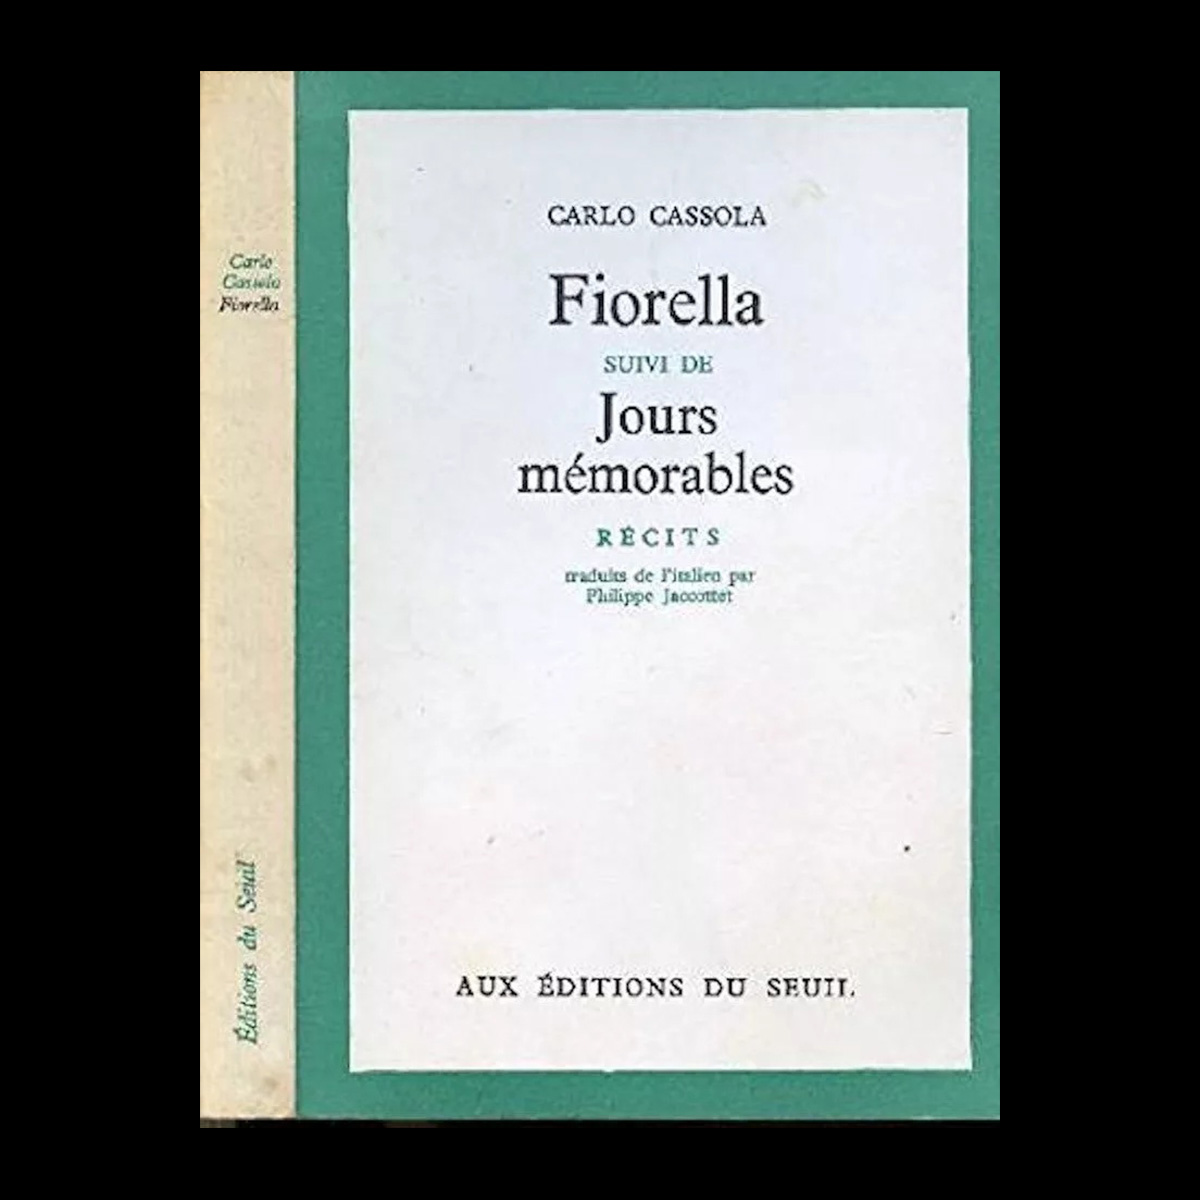 Carlo
Cassola
Fiorella
Éditions du Seuil
CARLO CASSOLA
Fiorella
SUIVI DE
Jours
mémorables
RÉCITS
traduits de l'italien par
Philippe Jaccottet
AUX ÉDITIONS DU SEUIL